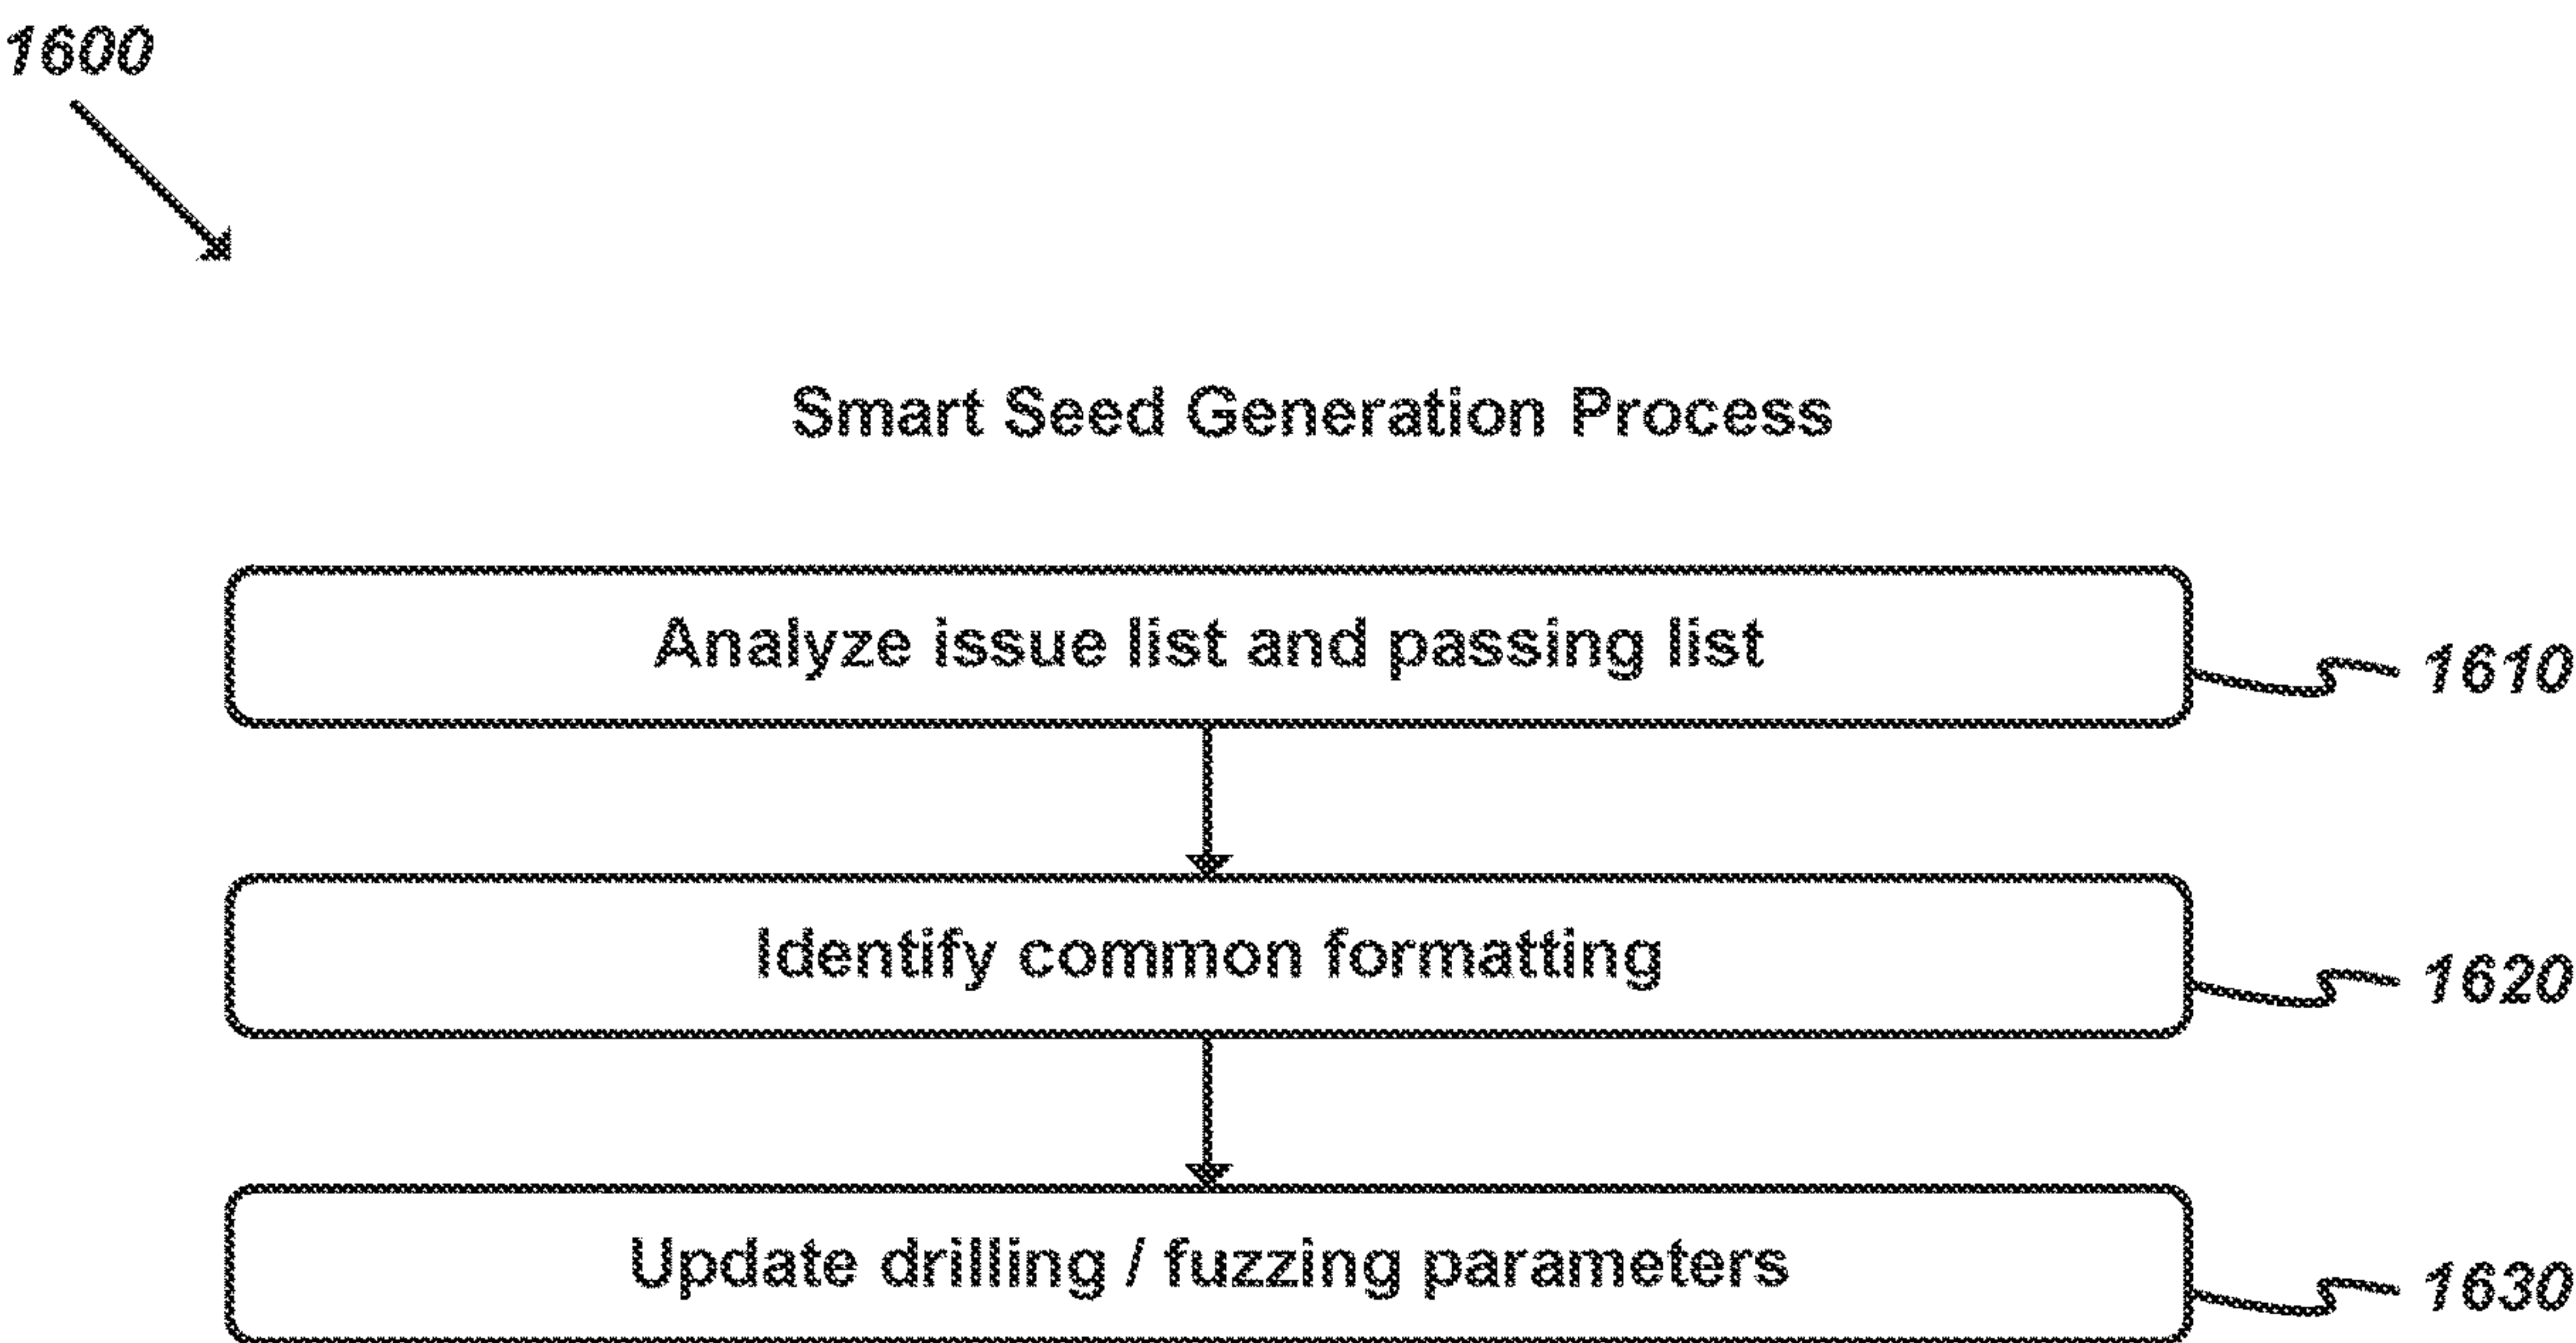 1600
Smart Seed Generation Process
Analyze issue list and passing list
1610
Identify common formatting
1620
Update drilling / fuzzing parameters
1630